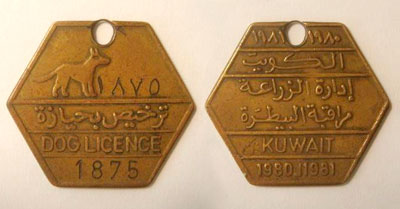 ١٨٧٥
ترخيص بحيازة
DOG LICENCE
1875
١٩٨١ ١٩٨٠
الكويت
إدارة الزراعة
مراقبة البيطرة
KUWAIT
1980 1981